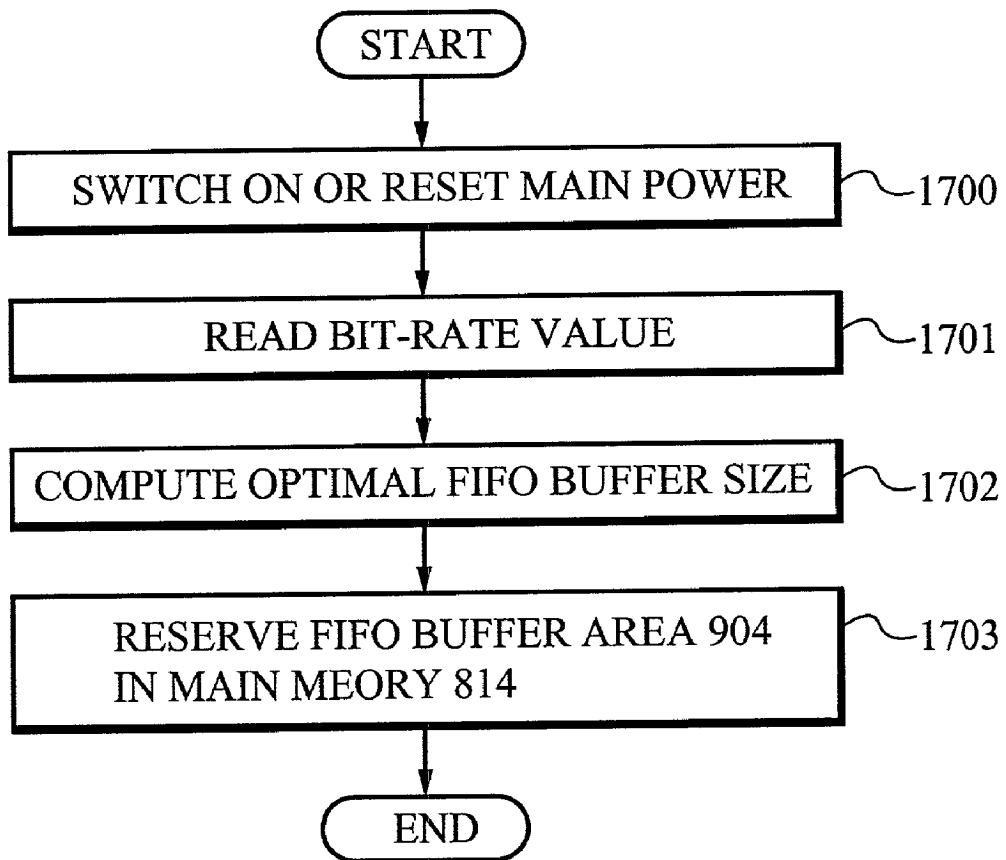 START
SWITCH ON OR RESET MAIN POWER
1700
READ BIT-RATE VALUE
1701
COMPUTE OPTIMAL FIFO BUFFER SIZE
1702
RESERVE FIFO BUFFER AREA 904
IN MAIN MEORY 814
1703
END